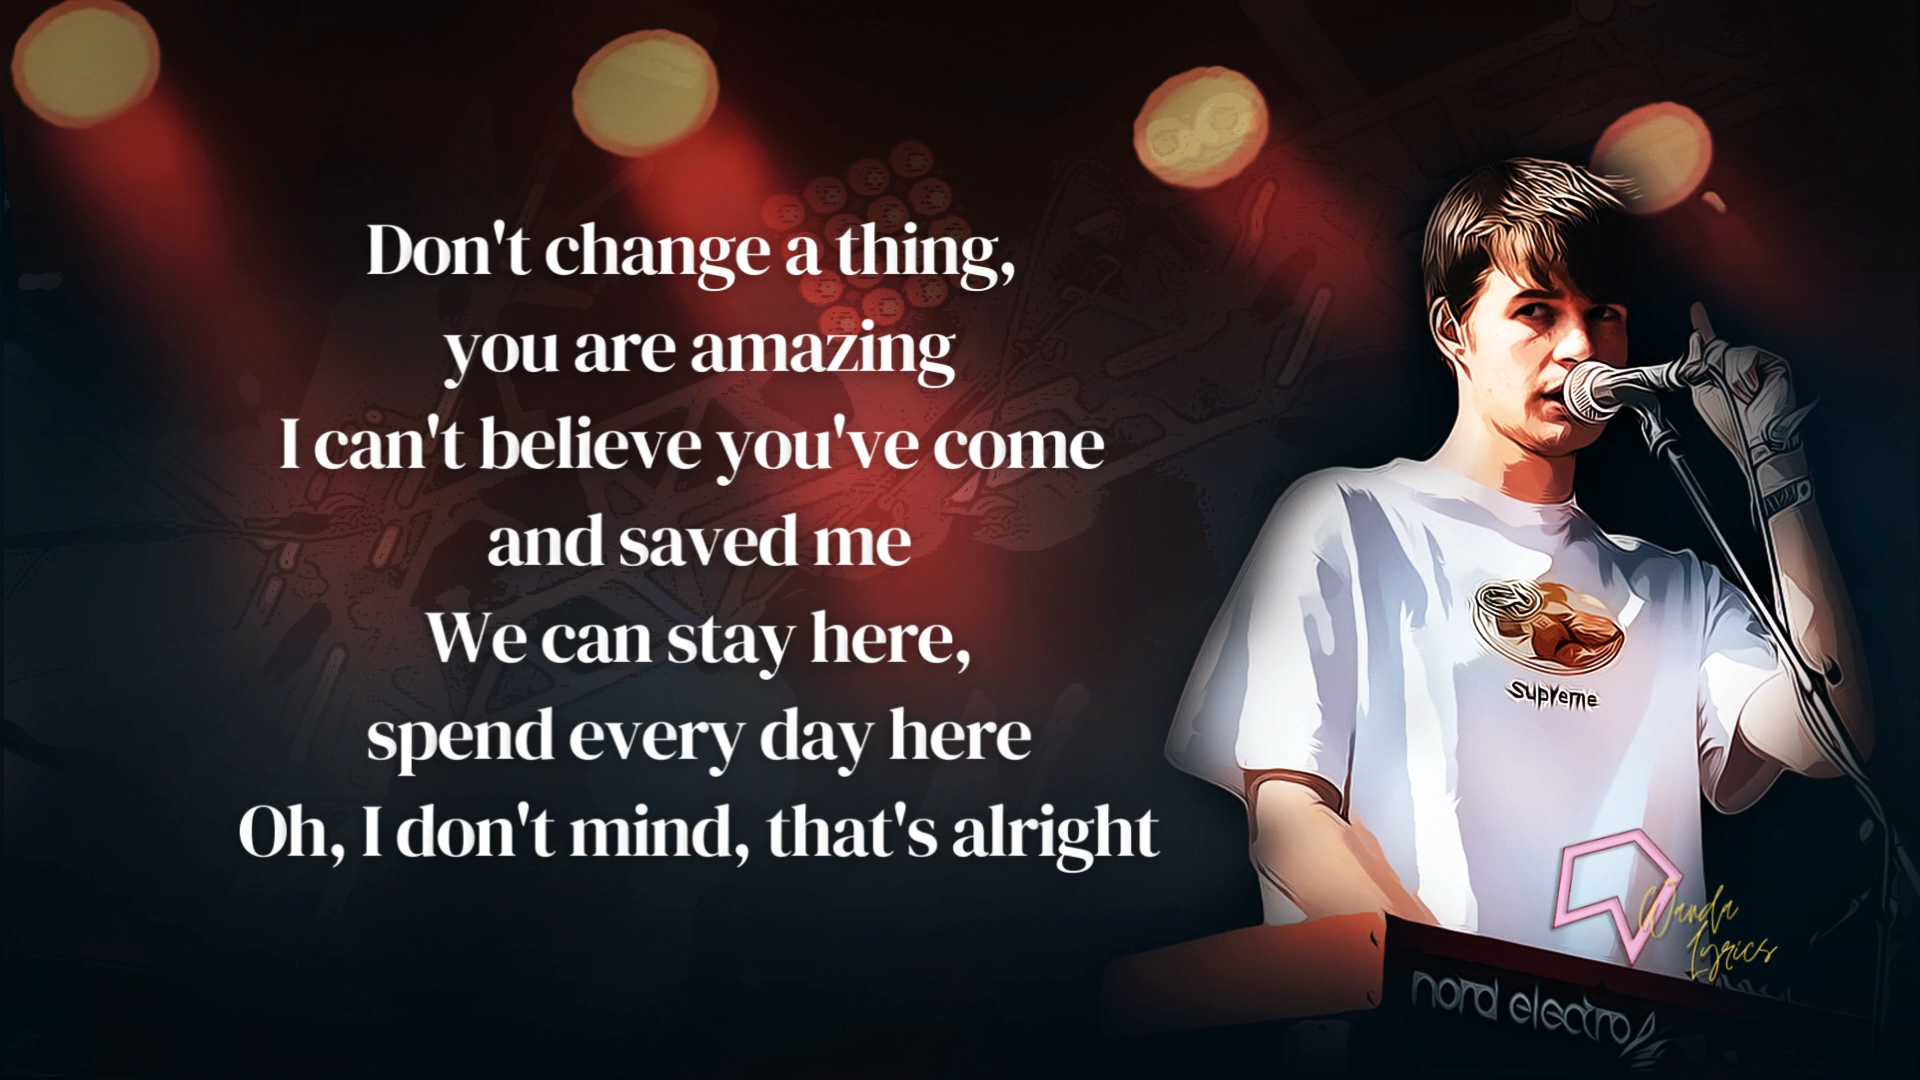 Don't change a thing,
you are amazing
I can't believe you've come
and saved me
We can stay here,
spend every day here
Oh, I don't mind, that's alright
supreme
Wanda
Lyrics
nord electro